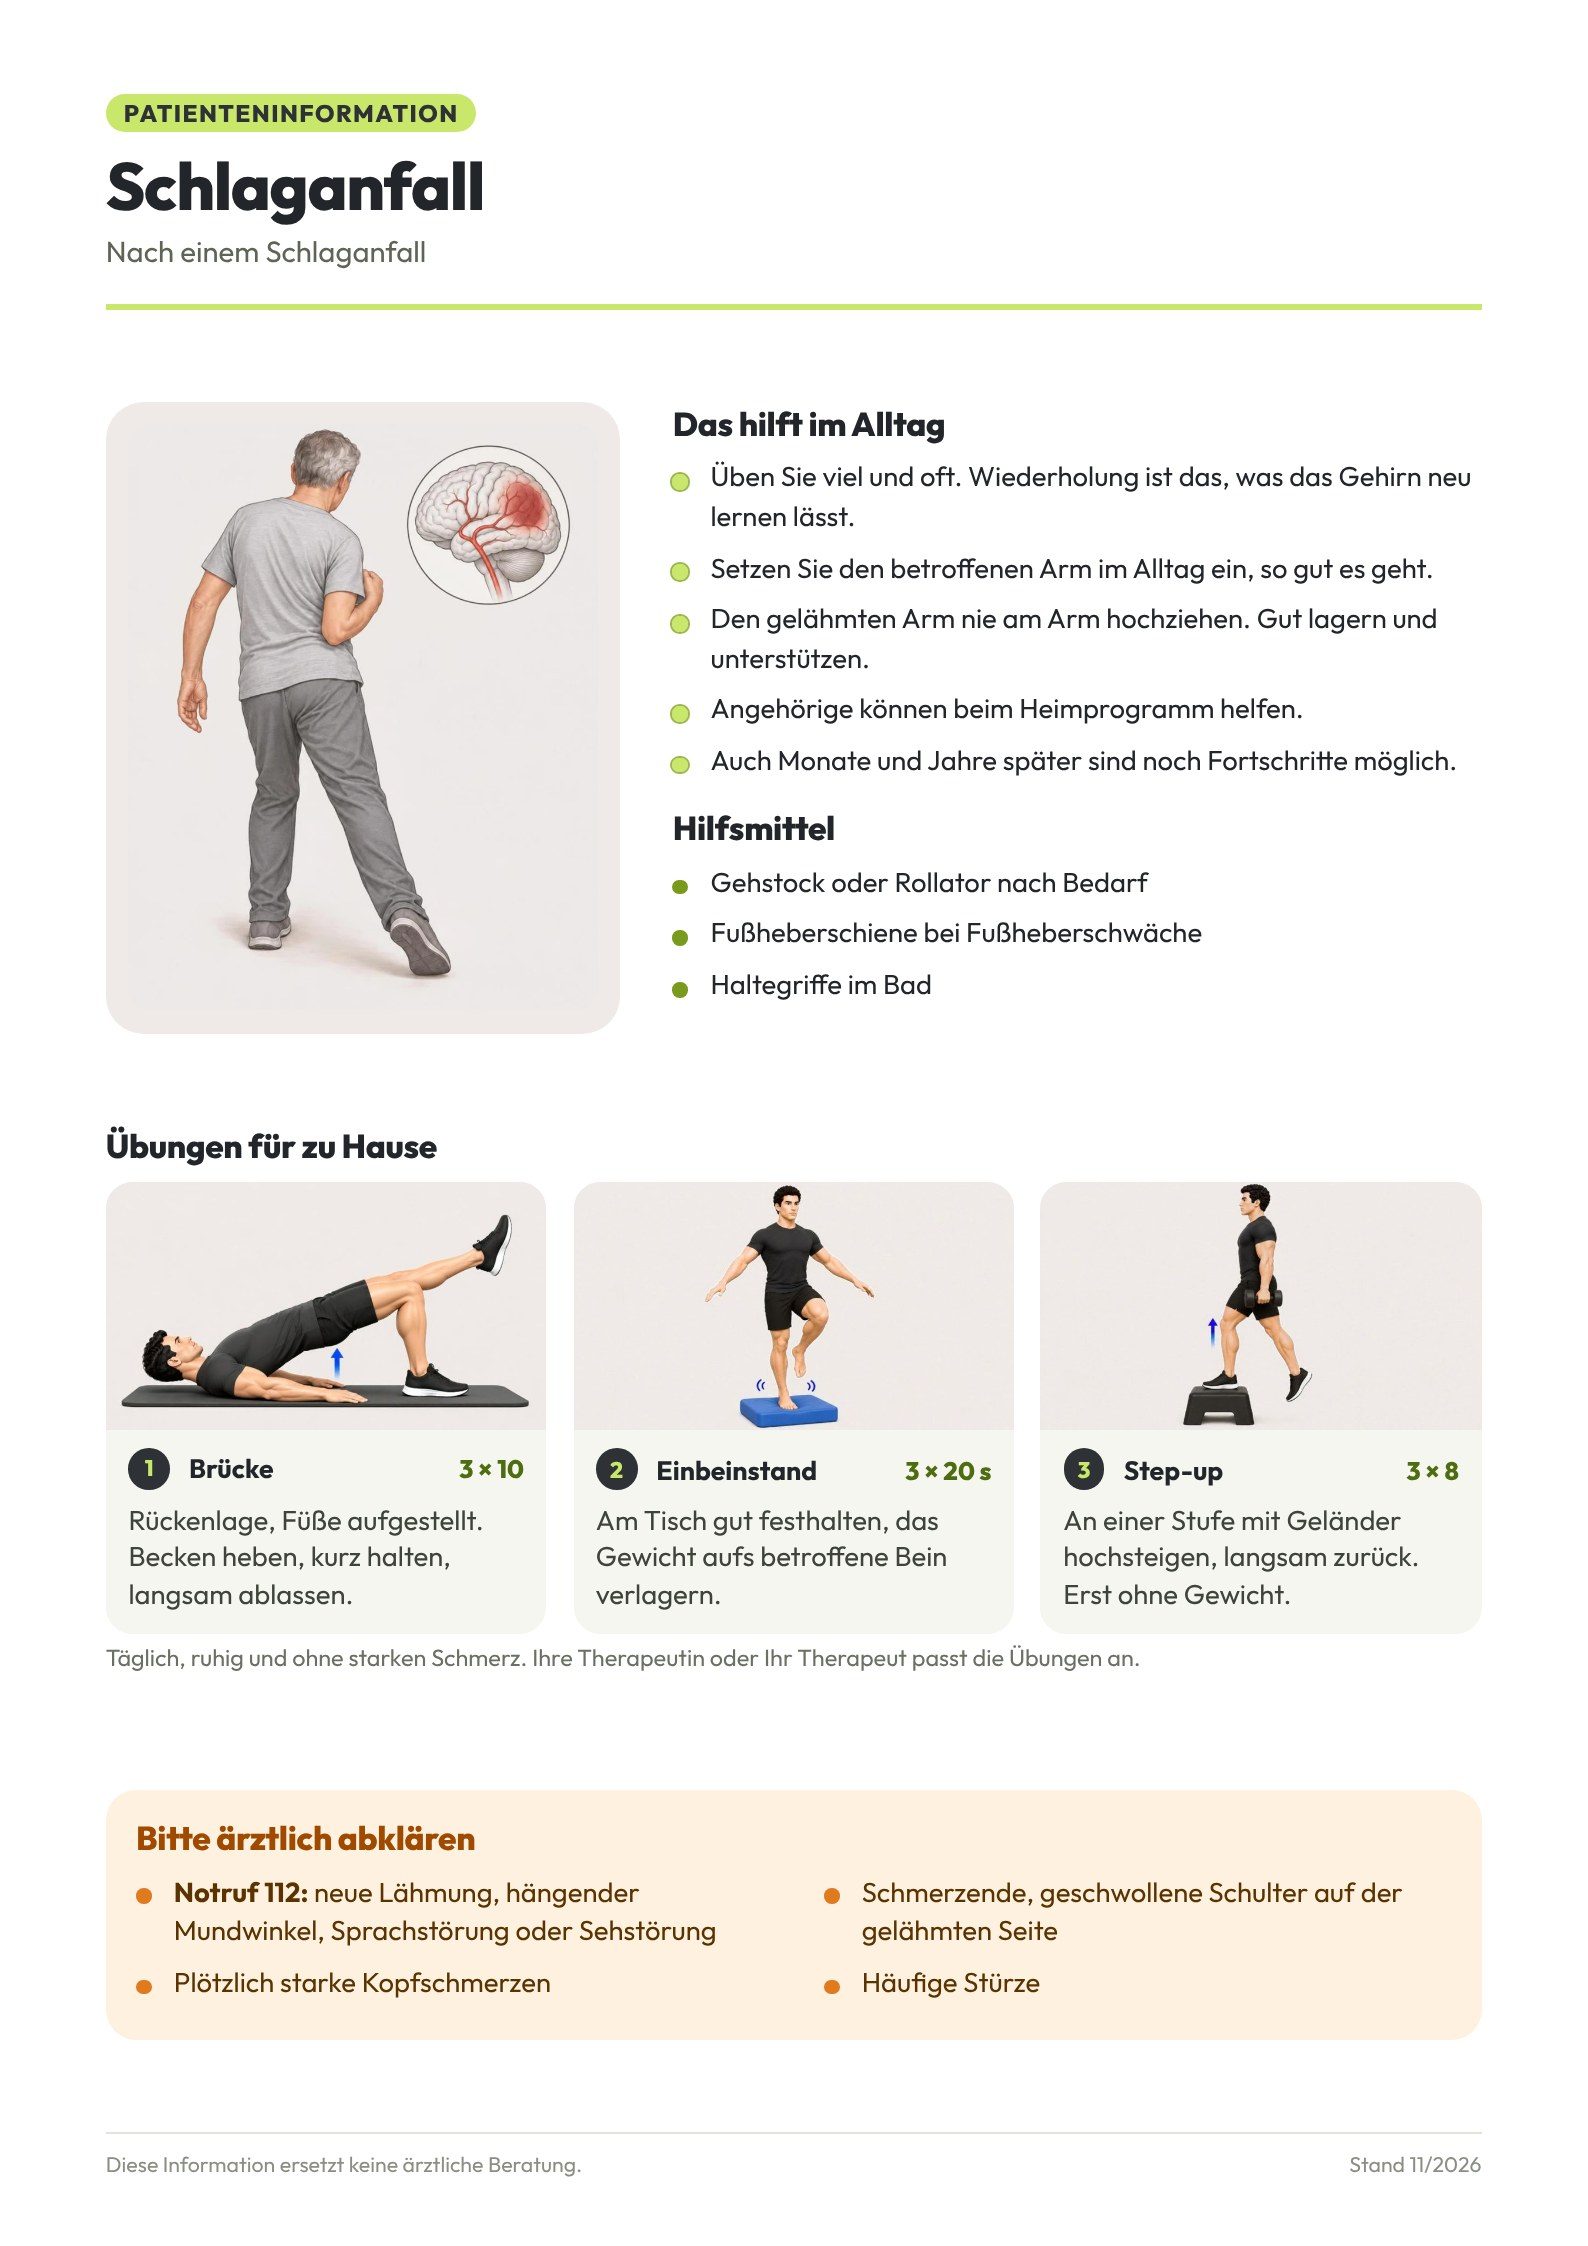 PATIENTENINFORMATION
Schlaganfall
Nach einem Schlaganfall
Das hilft im Alltag
Üben Sie viel und oft. Wiederholung ist das, was das Gehirn neu
lernen lässt.
Setzen Sie den betroffenen Arm im Alltag ein, so gut es geht.
Den gelähmten Arm nie am Arm hochziehen. Gut lagern und
unterstützen.
Angehörige können beim Heimprogramm helfen.
Auch Monate und Jahre später sind noch Fortschritte möglich.
Hilfsmittel
Gehstock oder Rollator nach Bedarf
Fußheberschiene bei Fußheberschwäche
Haltegriffe im Bad
Übungen für zu Hause
1 Brücke 3 × 10
Rückenlage, Füße aufgestellt.
Becken heben, kurz halten,
langsam ablassen.
2 Einbeinstand 3 × 20 s
Am Tisch gut festhalten, das
Gewicht aufs betroffene Bein
verlagern.
3 Step-up 3 × 8
An einer Stufe mit Geländer
hochsteigen, langsam zurück.
Erst ohne Gewicht.
Täglich, ruhig und ohne starken Schmerz. Ihre Therapeutin oder Ihr Therapeut passt die Übungen an.
Bitte ärztlich abklären
Notruf 112: neue Lähmung, hängender
Mundwinkel, Sprachstörung oder Sehstörung
Plötzlich starke Kopfschmerzen
Schmerzende, geschwollene Schulter auf der
gelähmten Seite
Häufige Stürze
Diese Information ersetzt keine ärztliche Beratung.
Stand 11/2026